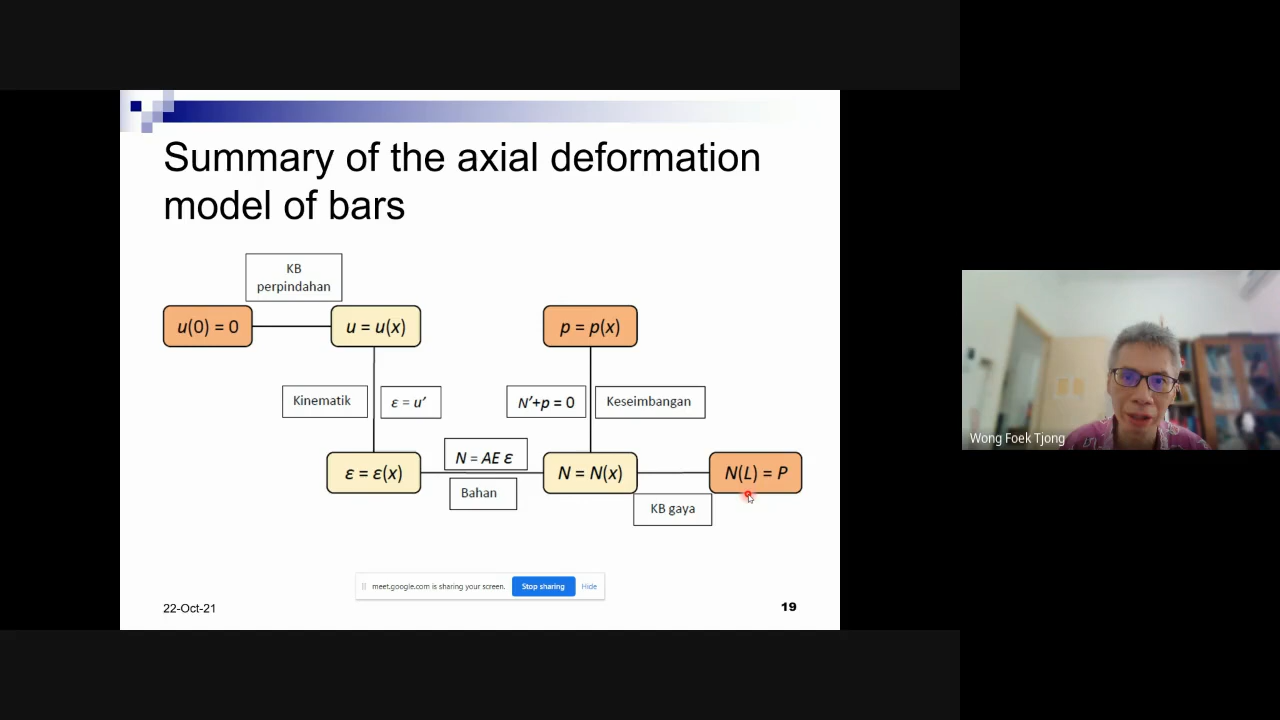 Summary of the axial deformation
model of bars
KB
perpindahan
u(0) = 0
u = u(x)
p = p(x)
Kinematik
ε = u′
N′+p = 0
Keseimbangan
N = AE ε
ε = ε(x)
N = N(x)
N(L) = P
Bahan
KB gaya
meet.google.com is sharing your screen.
Stop sharing
Hide
22-Oct-21
19
Wong Foek Tjong